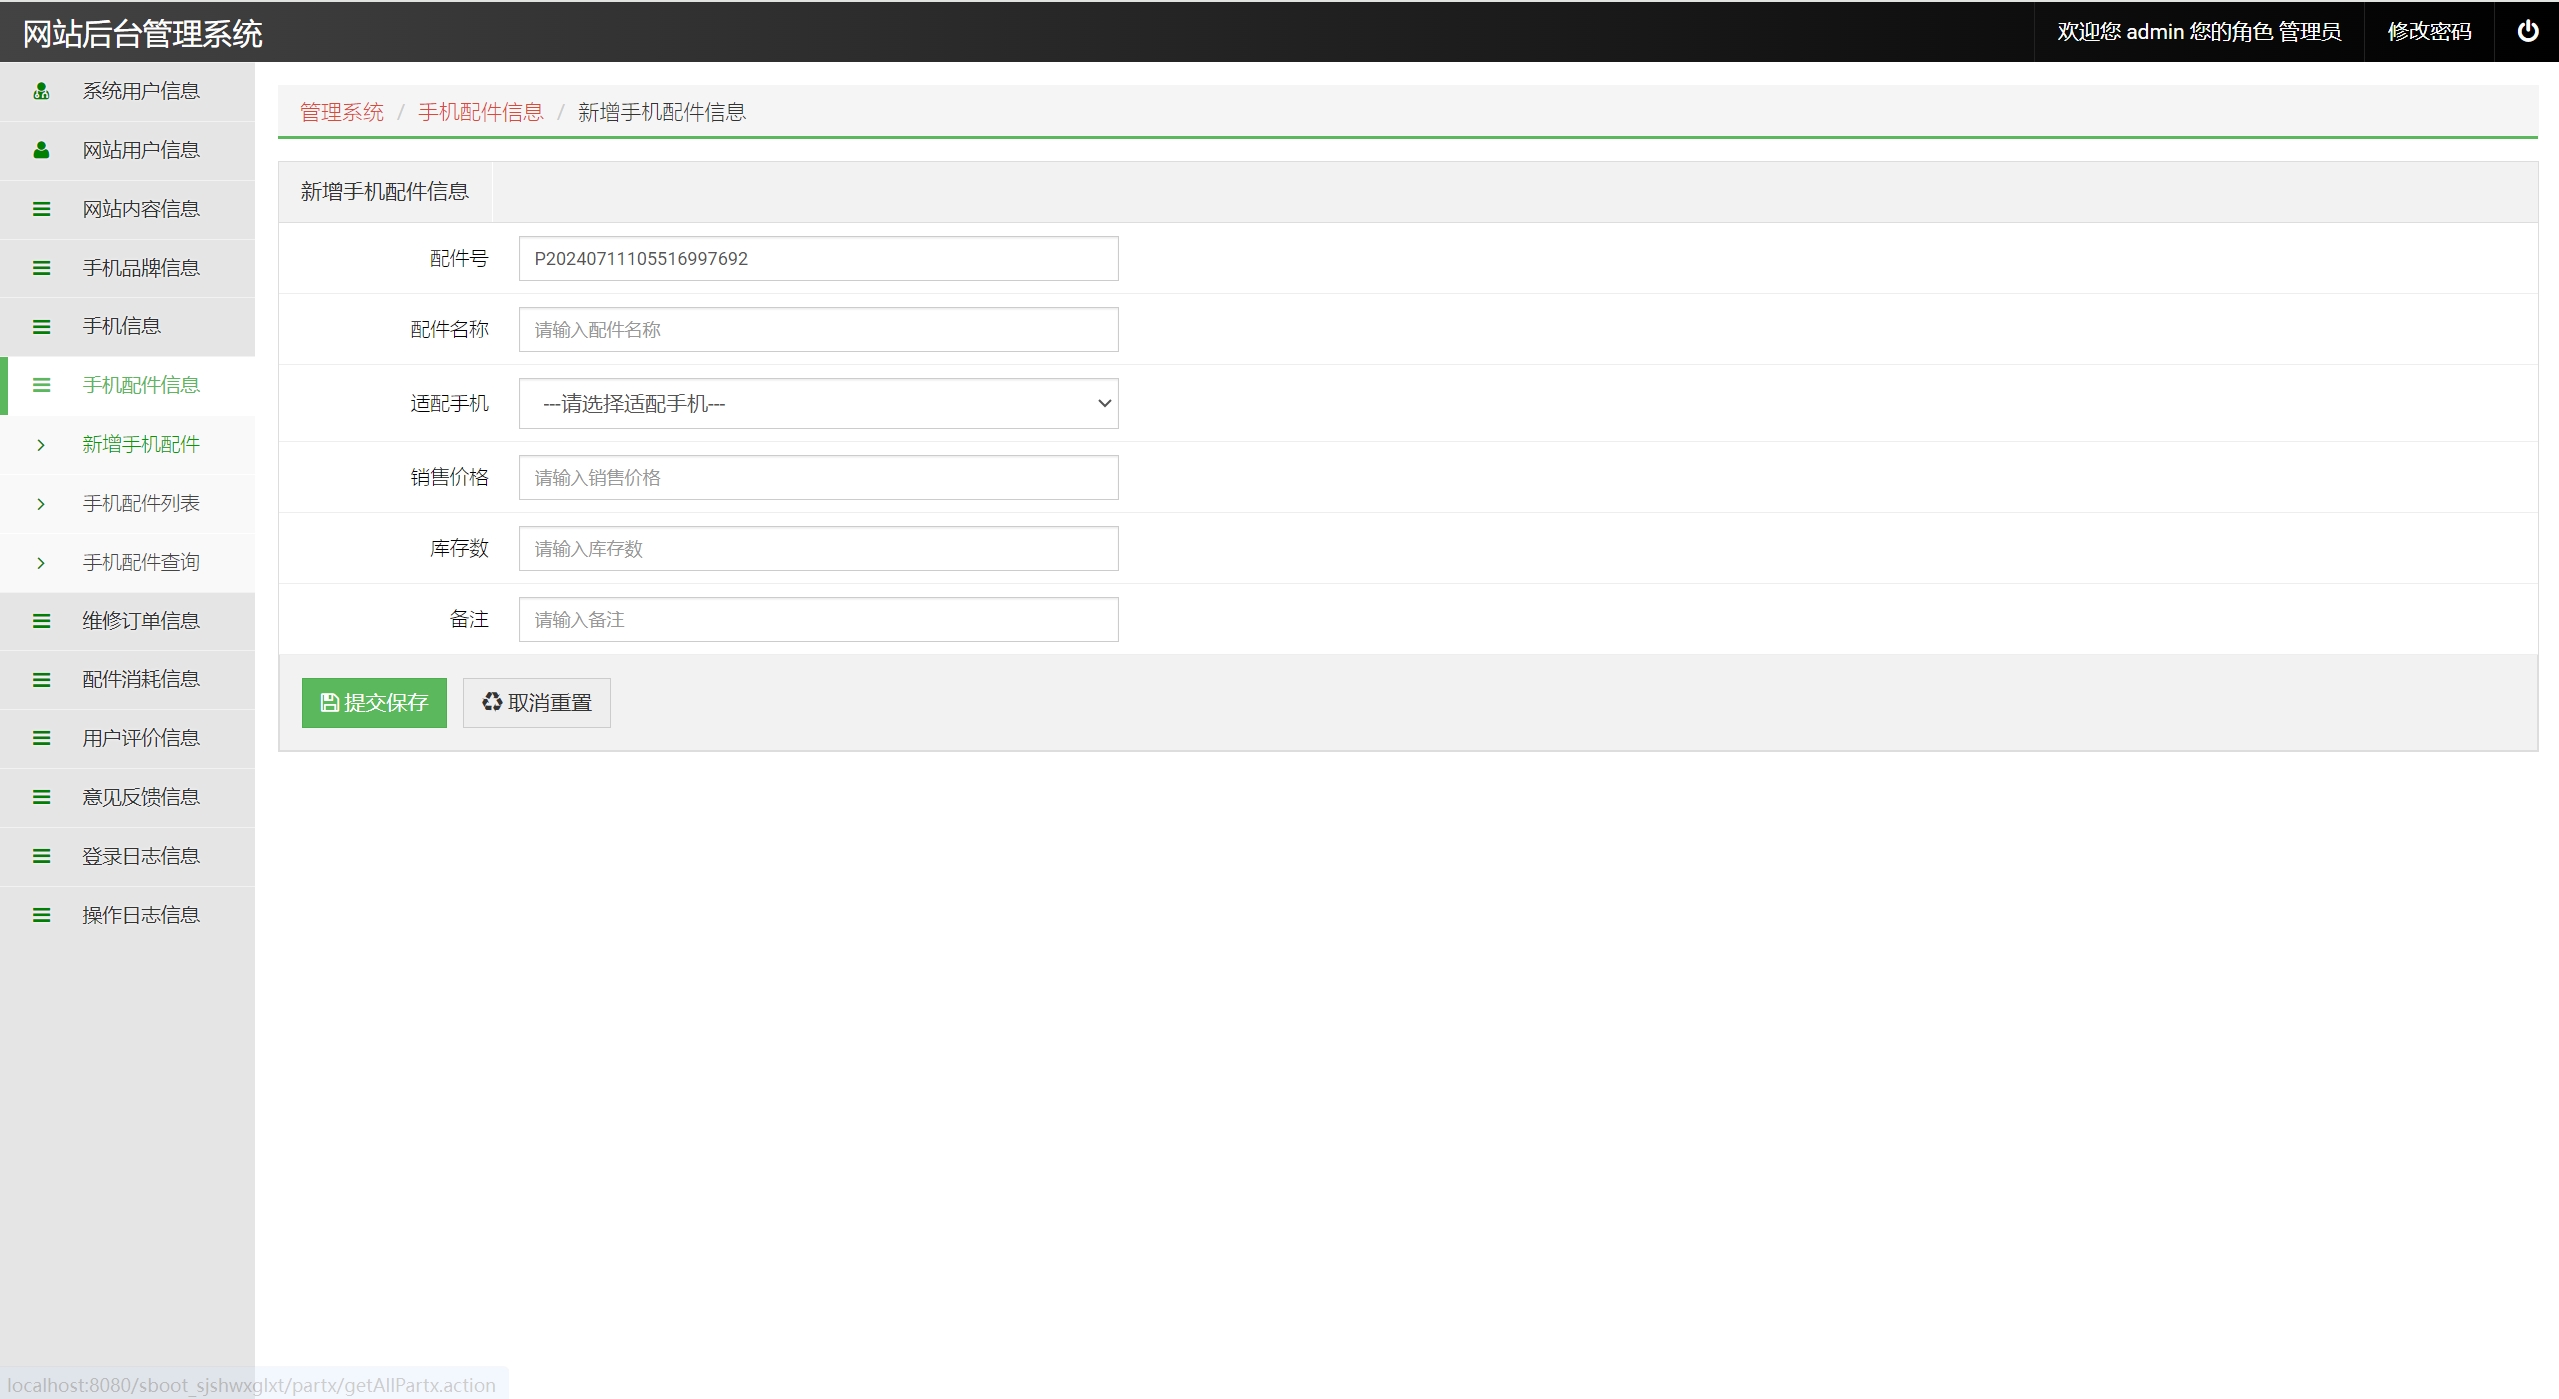 网站后台管理系统
欢迎您 admin 您的角色 管理员
修改密码
系统用户信息
网站用户信息
网站内容信息
手机品牌信息
手机信息
手机配件信息
新增手机配件
手机配件列表
手机配件查询
维修订单信息
配件消耗信息
用户评价信息
意见反馈信息
登录日志信息
操作日志信息
管理系统 / 手机配件信息 / 新增手机配件信息
新增手机配件信息
配件号 P20240711105516997692
配件名称 请输入配件名称
适配手机 ---请选择适配手机---
销售价格 请输入销售价格
库存数 请输入库存数
备注 请输入备注
提交保存 取消重置
localhost:8080/sboot_sjshwxglxt/partx/getAllPartx.action